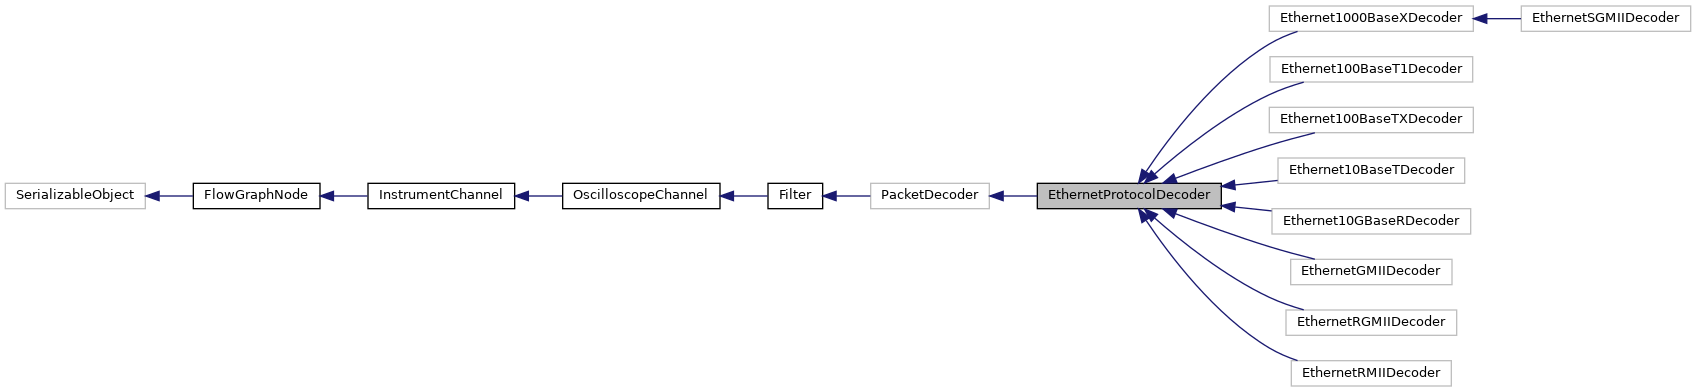 SerializableObject
FlowGraphNode
InstrumentChannel
OscilloscopeChannel
Filter
PacketDecoder
EthernetProtocolDecoder
Ethernet1000BaseXDecoder
EthernetSGMIIDecoder
Ethernet100BaseT1Decoder
Ethernet100BaseTXDecoder
Ethernet10BaseTDecoder
Ethernet10GBaseRDecoder
EthernetGMIIDecoder
EthernetRGMIIDecoder
EthernetRMIIDecoder